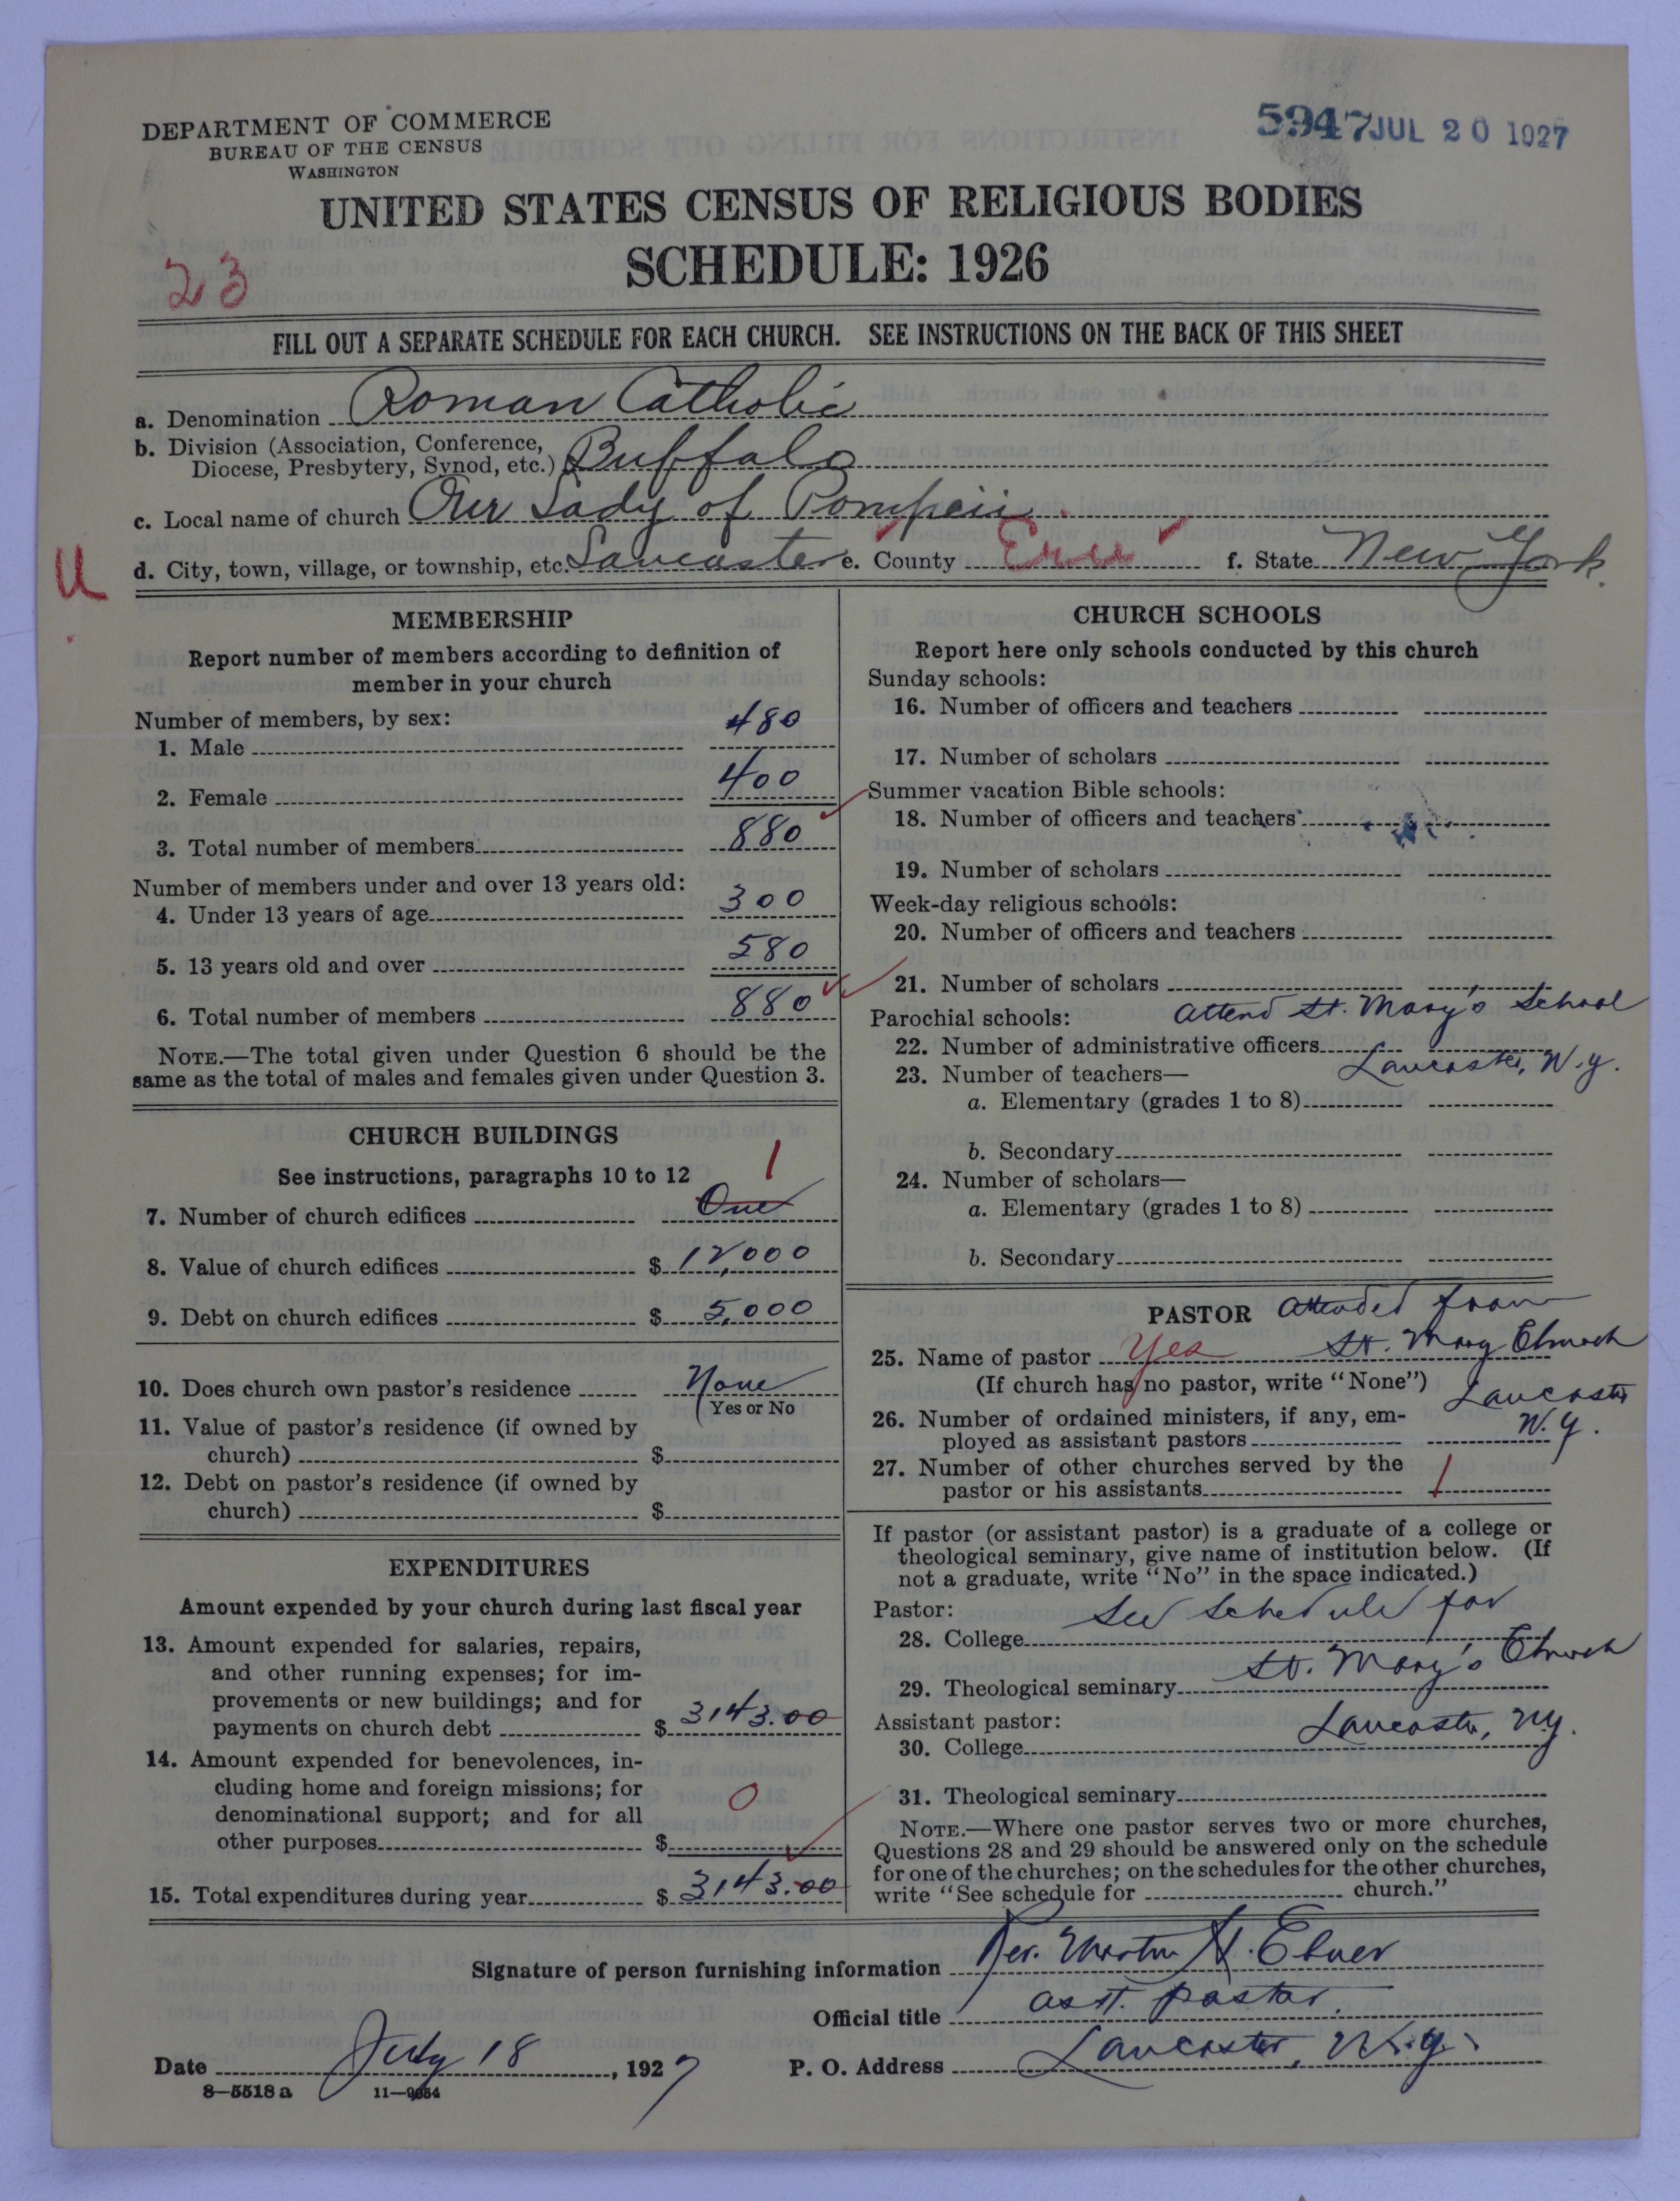 DEPARTMENT OF COMMERCE
BUREAU OF THE CENSUS
WASHINGTON
5947 JUL 20 1927
UNITED STATES CENSUS OF RELIGIOUS BODIES
SCHEDULE: 1926
23
FILL OUT A SEPARATE SCHEDULE FOR EACH CHURCH. SEE INSTRUCTIONS ON THE BACK OF THIS SHEET
a. Denomination Roman Catholic
b. Division (Association, Conference, Diocese, Presbytery, Synod, etc.) Buffalo
c. Local name of church Our Lady of Pompeii
U
d. City, town, village, or township, etc. Lancaster e. County Erie f. State New York.
MEMBERSHIP
Report number of members according to definition of
member in your church
Number of members, by sex:
1. Male 480
2. Female 400
3. Total number of members 880
Number of members under and over 13 years old:
4. Under 13 years of age 300
5. 13 years old and over 580
6. Total number of members 880
NOTE.—The total given under Question 6 should be the
same as the total of males and females given under Question 3.
CHURCH BUILDINGS
See instructions, paragraphs 10 to 12
1
7. Number of church edifices One
8. Value of church edifices $ 12,000
9. Debt on church edifices $ 5,000
10. Does church own pastor's residence None
(Yes or No)
11. Value of pastor's residence (if owned by
church) $
12. Debt on pastor's residence (if owned by
church) $
EXPENDITURES
Amount expended by your church during last fiscal year
13. Amount expended for salaries, repairs,
and other running expenses; for im-
provements or new buildings; and for
payments on church debt $ 3143.00
14. Amount expended for benevolences, in-
cluding home and foreign missions; for
denominational support; and for all
other purposes $ 0
15. Total expenditures during year $ 3143.00
CHURCH SCHOOLS
Report here only schools conducted by this church
Sunday schools:
16. Number of officers and teachers
17. Number of scholars
Summer vacation Bible schools:
18. Number of officers and teachers
19. Number of scholars
Week-day religious schools:
20. Number of officers and teachers
21. Number of scholars
Parochial schools: Attend St. Mary's School
22. Number of administrative officers
Lancaster, N.Y.
23. Number of teachers—
a. Elementary (grades 1 to 8)
b. Secondary
24. Number of scholars—
a. Elementary (grades 1 to 8)
b. Secondary
PASTOR Attended from
25. Name of pastor Yes St. Mary Church
(If church has no pastor, write "None") Lancaster
N.Y.
26. Number of ordained ministers, if any, em-
ployed as assistant pastors
27. Number of other churches served by the
pastor or his assistants 1
If pastor (or assistant pastor) is a graduate of a college or
theological seminary, give name of institution below. (If
not a graduate, write "No" in the space indicated.)
Pastor: See Schedule for
28. College
St. Mary's Church
29. Theological seminary
Assistant pastor: Lancaster, N.Y.
30. College
31. Theological seminary
NOTE.—Where one pastor serves two or more churches,
Questions 28 and 29 should be answered only on the schedule
for one of the churches; on the schedules for the other churches,
write "See schedule for church."
Signature of person furnishing information Rev. Martin H. Ebner
Official title asst. pastor.
Date July 18, 1927 P. O. Address Lancaster, N.Y.
8—5518 a 11—9054